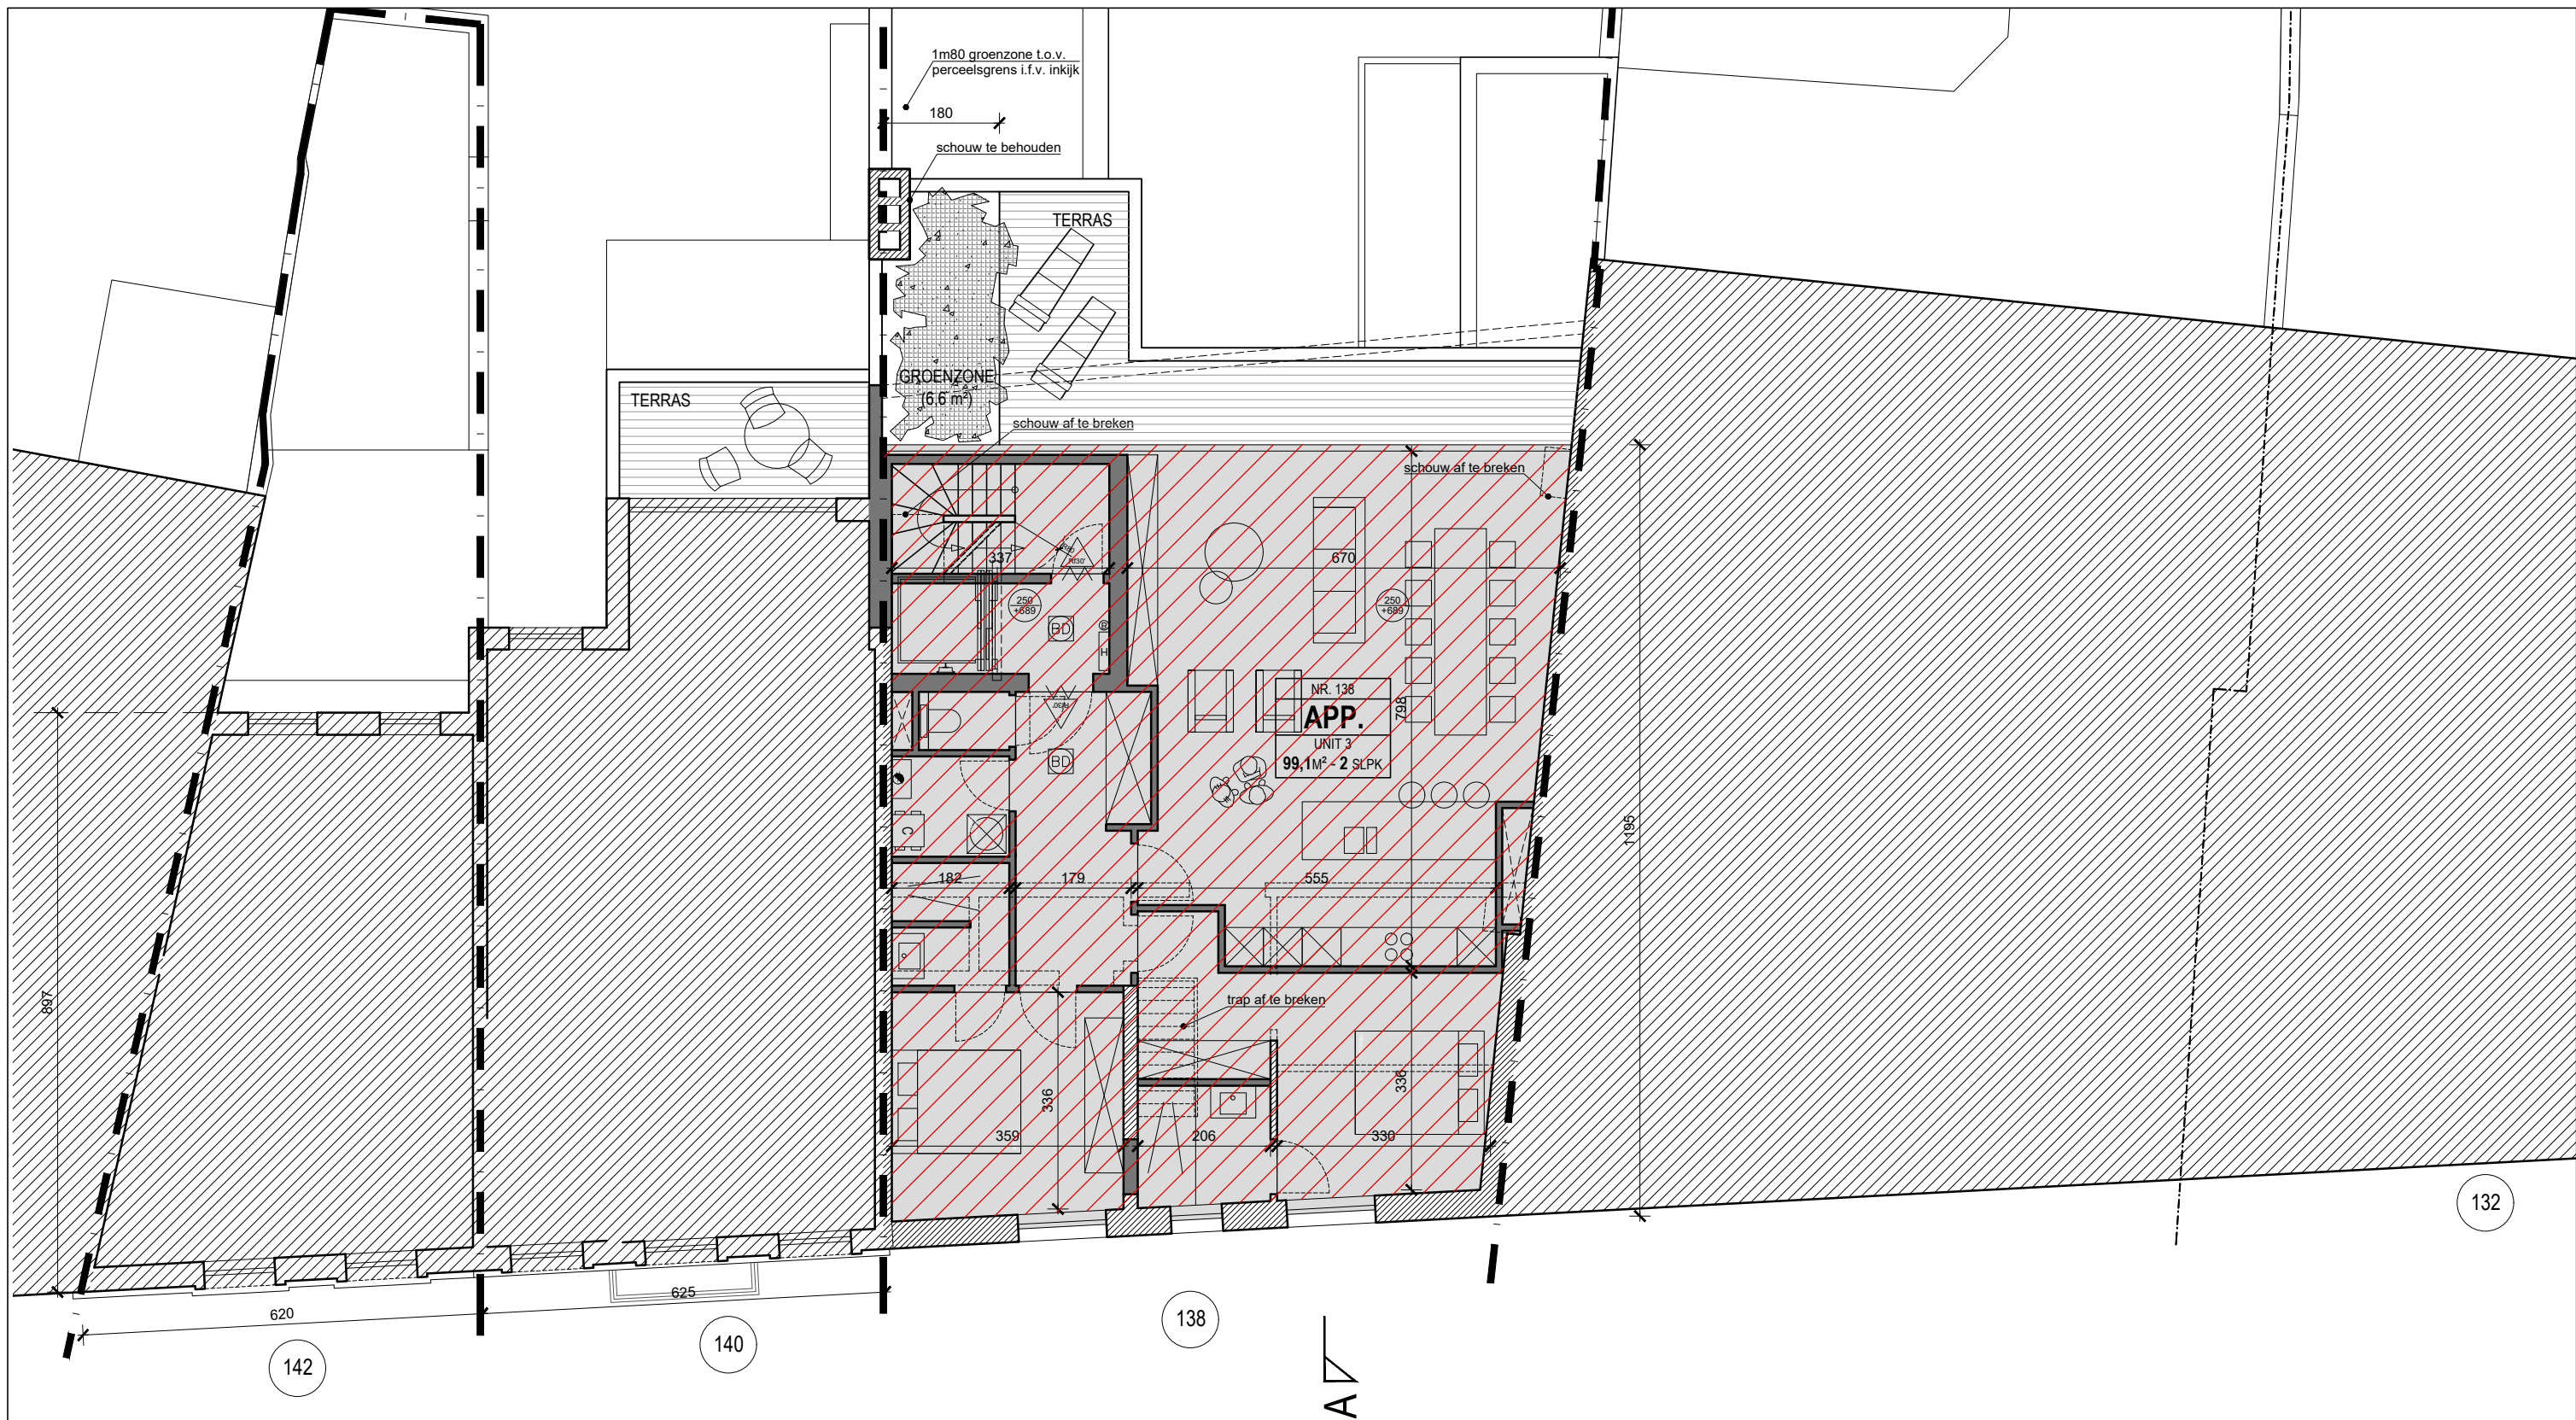 1m80 groenzone t.o.v.
perceelsgrens i.f.v. inkijk
180
schouw te behouden
TERRAS
GROENZONE
(6,6 m²)
TERRAS
schouw af te breken
schouw af te breken
337
670
Rf30'
250
+689
250
+689
BD
B
H
NR. 138
APP.
UNIT 3
99,1M² - 2 SLPK
798
Rf30'
BD
C
1195
182
179
555
897
trap af te breken
336
336
359
206
330
620
625
142
140
138
132
A